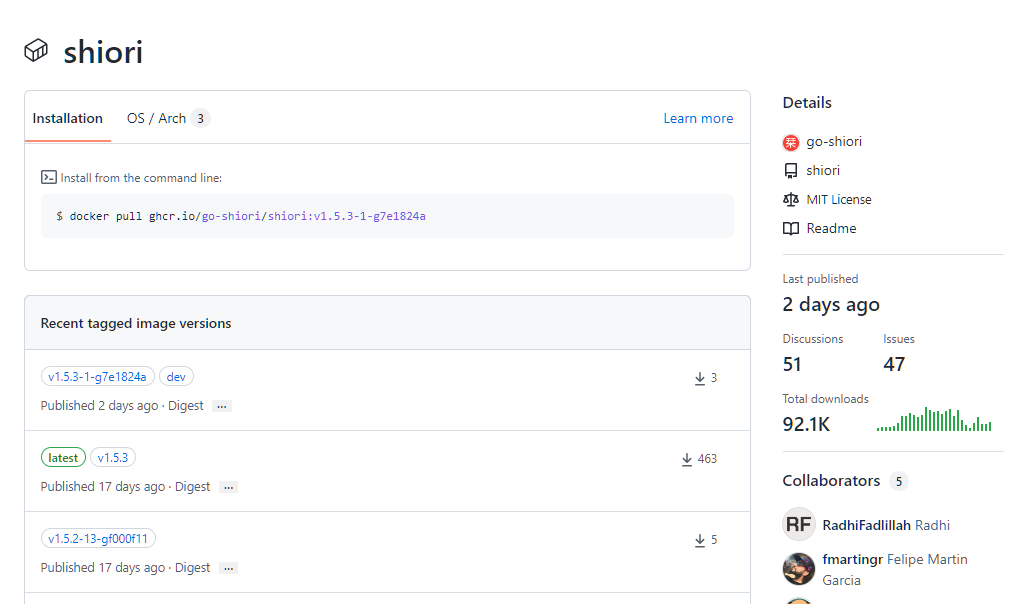 shiori
Installation
OS / Arch 3
Learn more
Install from the command line:
$ docker pull ghcr.io/go-shiori/shiori:v1.5.3-1-g7e1824a
Recent tagged image versions
v1.5.3-1-g7e1824a dev
3
Published 2 days ago · Digest ...
latest v1.5.3
463
Published 17 days ago · Digest ...
v1.5.2-13-gf000f11
5
Published 17 days ago · Digest ...
Details
栞 go-shiori
shiori
MIT License
Readme
Last published
2 days ago
Discussions
51
Issues
47
Total downloads
92.1K
Collaborators 5
RF RadhiFadlillah Radhi
fmartingr Felipe Martin
Garcia